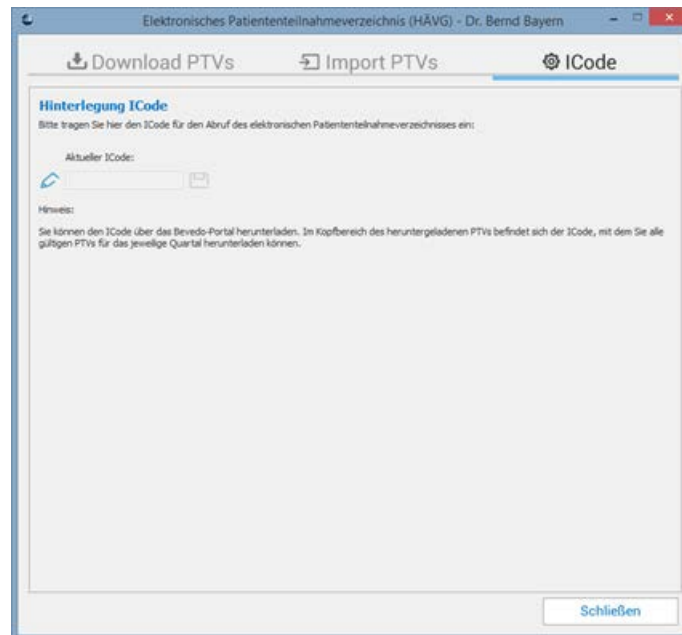 Elektronisches Patiententeilnahmeverzeichnis (HÄVG) - Dr. Bernd Bayern
Download PTVs
Import PTVs
ICode
Hinterlegung ICode
Bitte tragen Sie hier den ICode für den Abruf des elektronischen Patiententeilnahmeverzeichnisses ein:
Aktueller ICode:
Hinweis:
Sie können den ICode über das Bevedo-Portal herunterladen. Im Kopfbereich des heruntergeladenen PTVs befindet sich der ICode, mit dem Sie alle
gültigen PTVs für das jeweilige Quartal herunterladen können.
Schließen